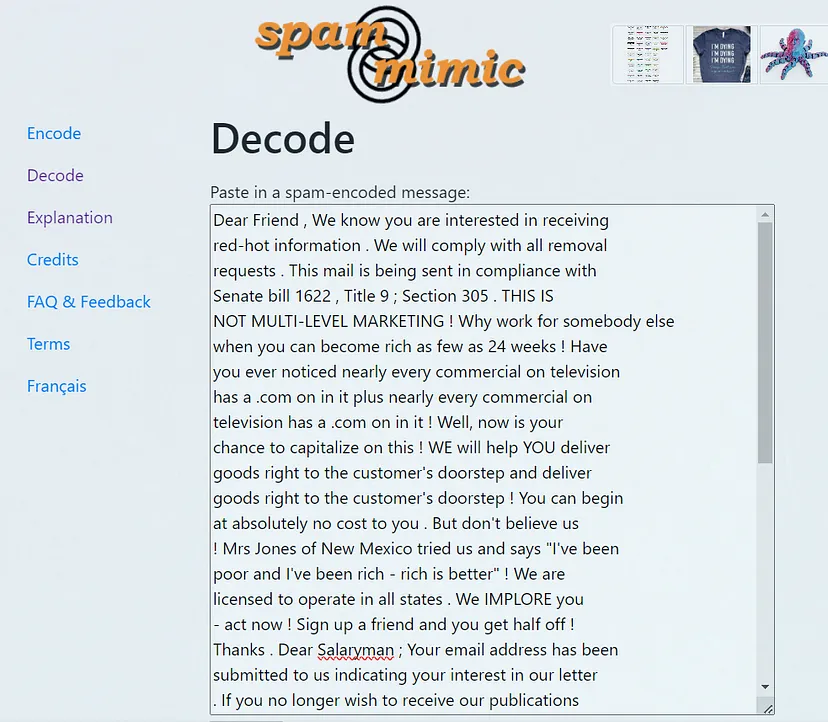 spam
mimic
I'M DYING
I'M DYING
I'M DYING
Encode
Decode
Explanation
Credits
FAQ & Feedback
Terms
Français
Decode
Paste in a spam-encoded message:
Dear Friend , We know you are interested in receiving
red-hot information . We will comply with all removal
requests . This mail is being sent in compliance with
Senate bill 1622 , Title 9 ; Section 305 . THIS IS
NOT MULTI-LEVEL MARKETING ! Why work for somebody else
when you can become rich as few as 24 weeks ! Have
you ever noticed nearly every commercial on television
has a .com on in it plus nearly every commercial on
television has a .com on in it ! Well, now is your
chance to capitalize on this ! WE will help YOU deliver
goods right to the customer's doorstep and deliver
goods right to the customer's doorstep ! You can begin
at absolutely no cost to you . But don't believe us
! Mrs Jones of New Mexico tried us and says "I've been
poor and I've been rich - rich is better" ! We are
licensed to operate in all states . We IMPLORE you
- act now ! Sign up a friend and you get half off !
Thanks . Dear Salaryman ; Your email address has been
submitted to us indicating your interest in our letter
. If you no longer wish to receive our publications